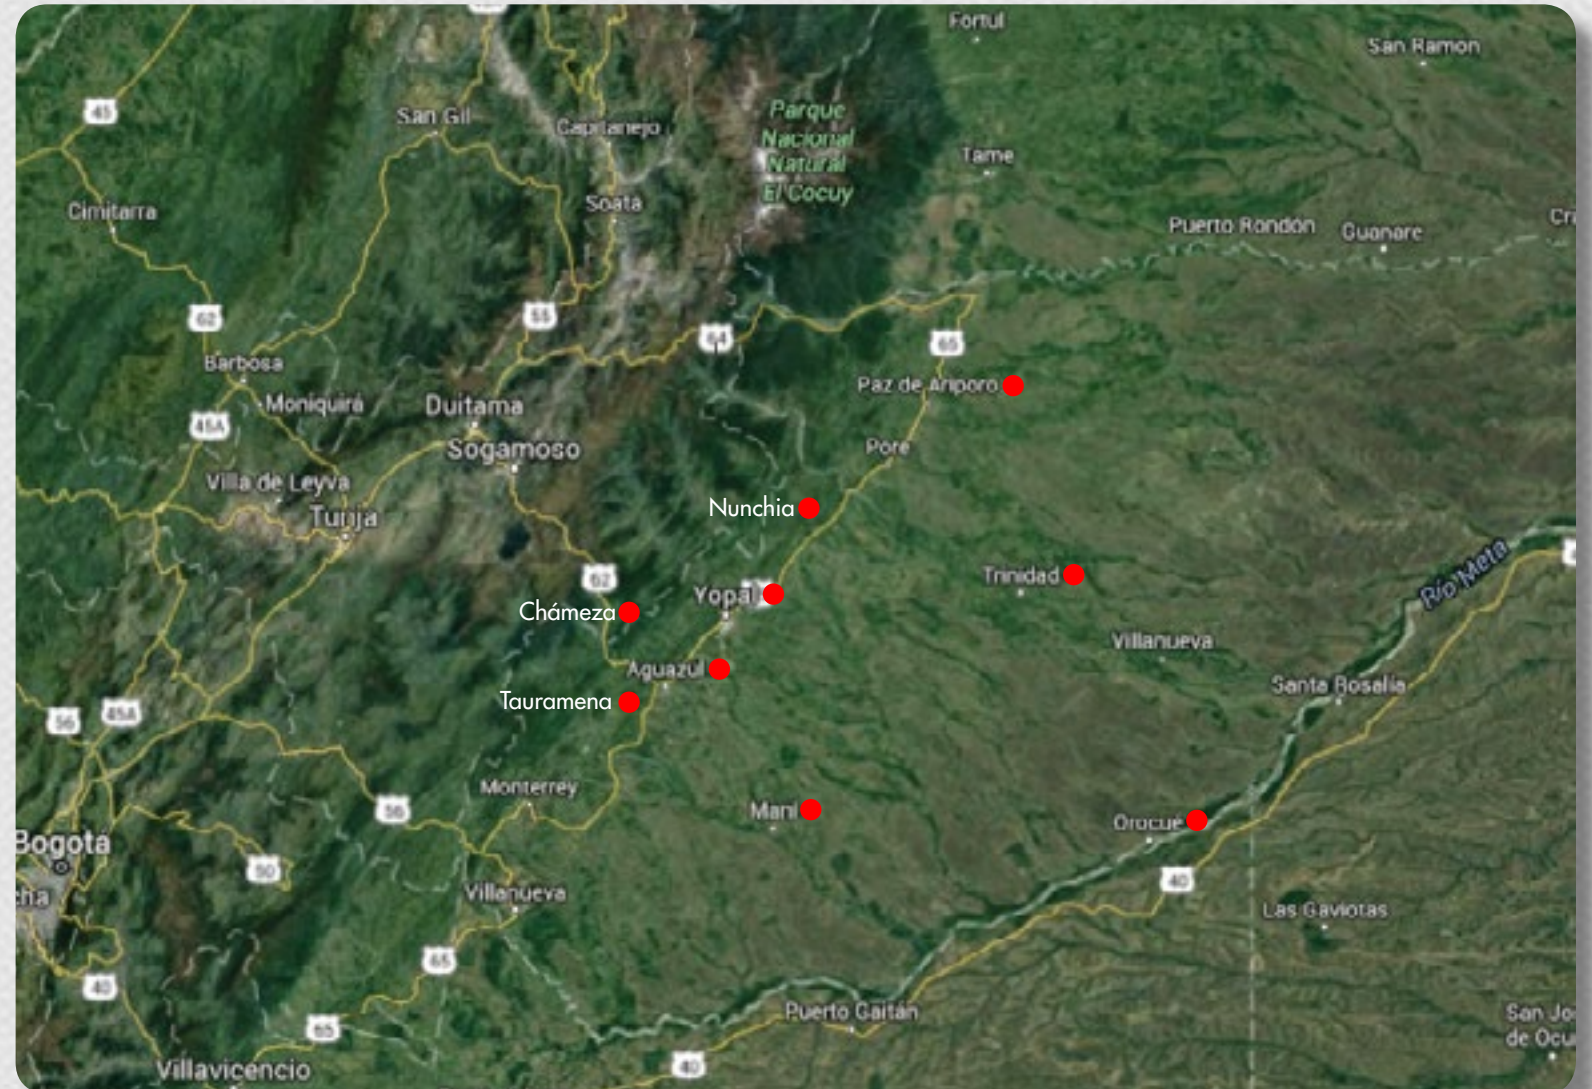 Fortul
San Ramon
45
San Gil
Capitanejo
Parque
Nacional
Natural
El Cocuy
Tame
Cimitarra
Soatá
Puerto Rondón
Guanare
62
55
64
65
Barbosa
Moniquirá
Paz de Ariporo
Duitama
45A
Pore
Sogamoso
Villa de Leyva
Nunchia
Tunja
62
Yopal
Trinidad
Río Meta
Chámeza
Villanueva
Aguazul
Santa Rosalía
Tauramena
56
45A
Monterrey
56
Maní
Orocué
Bogota
50
40
Villanueva
Las Gaviotas
65
40
Puerto Gaitán
65
Villavicencio
40